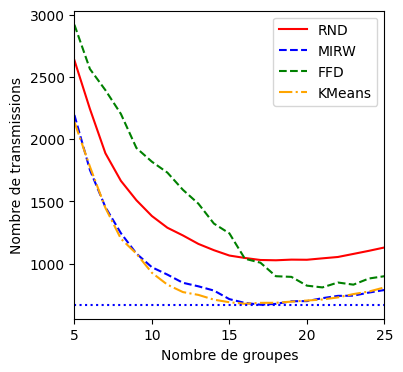 3000
2500
2000
1500
1000
Nombre de transmissions
RND
MIRW
FFD
KMeans
5 10 15 20 25
Nombre de groupes